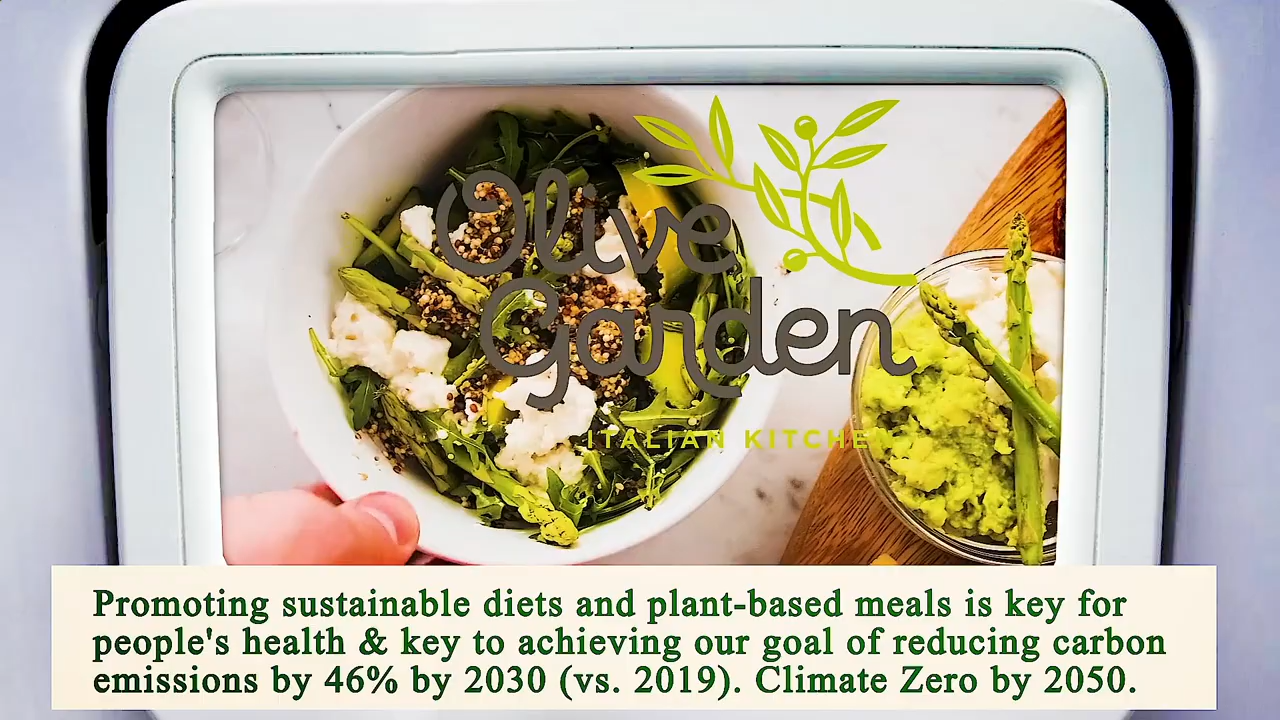 Olive
Garden
ITALIAN KITCHEN
Promoting sustainable diets and plant-based meals is key for
people's health & key to achieving our goal of reducing carbon
emissions by 46% by 2030 (vs. 2019). Climate Zero by 2050.